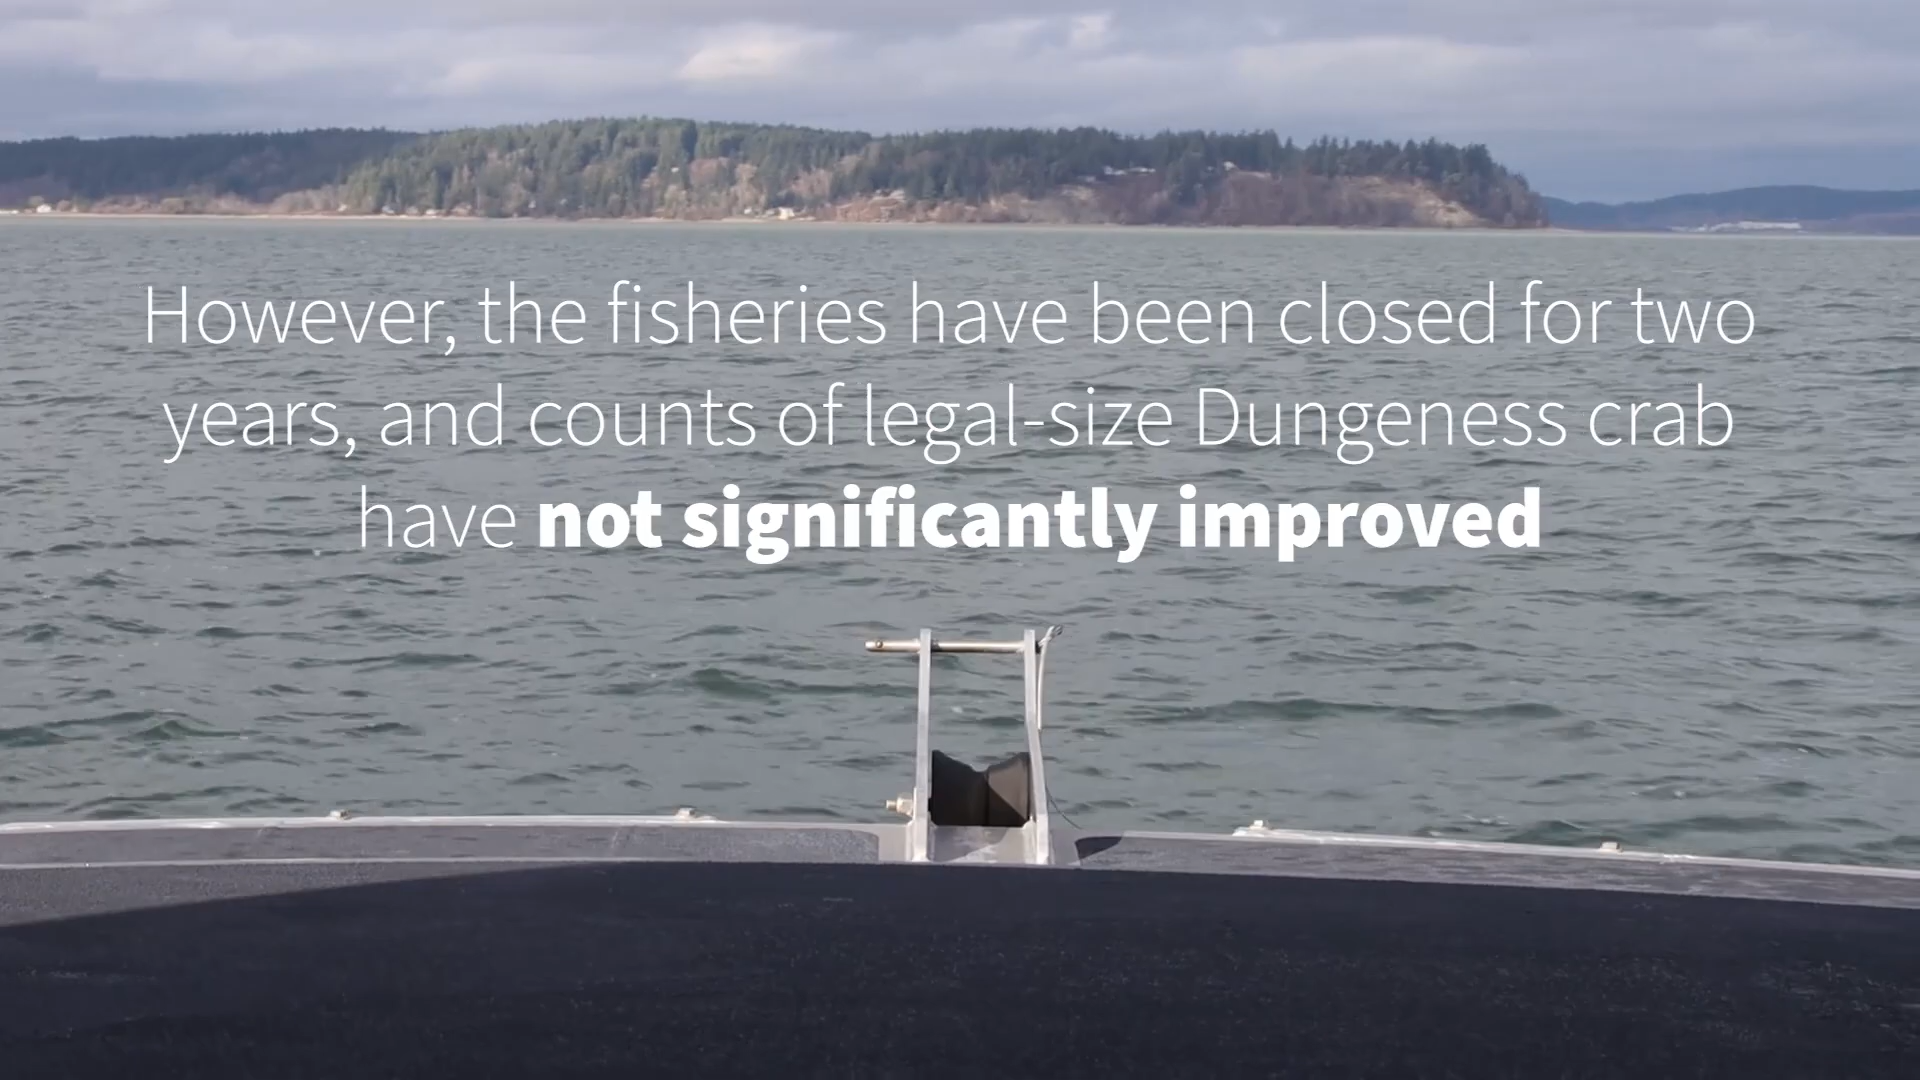 However, the fisheries have been closed for two
years, and counts of legal-size Dungeness crab
have not significantly improved